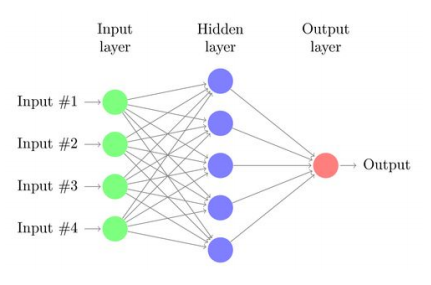 Input
layer
Hidden
layer
Output
layer
Input #1
Input #2
Input #3
Input #4
Output